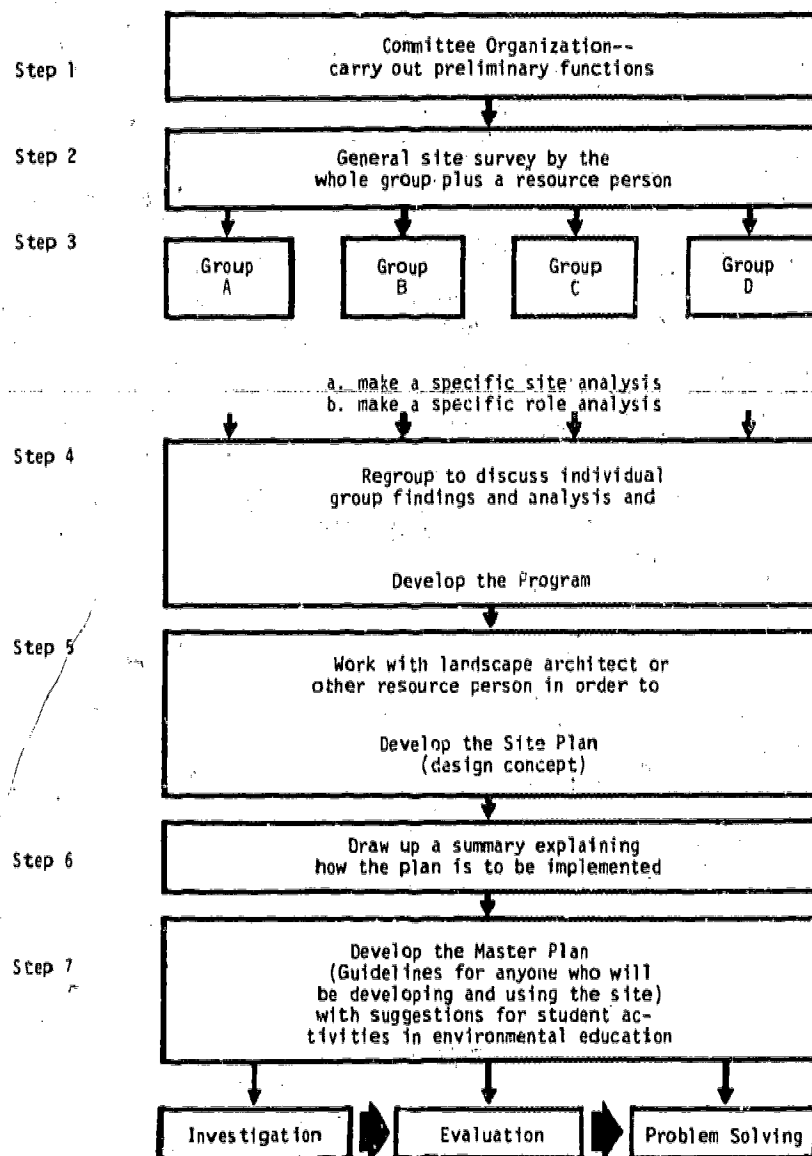 Step 1
Committee Organization--
carry out preliminary functions
Step 2
General site survey by the
whole group plus a resource person
Step 3
Group
A
Group
B
Group
C
Group
D
a. make a specific site analysis
b. make a specific role analysis
Step 4
Regroup to discuss individual
group findings and analysis and
Develop the Program
Step 5
Work with landscape architect or
other resource person in order to
Develop the Site Plan
(design concept)
Step 6
Draw up a summary explaining
how the plan is to be implemented
Step 7
Develop the Master Plan
(Guidelines for anyone who will
be developing and using the site)
with suggestions for student ac-
tivities in environmental education
Investigation
Evaluation
Problem Solving